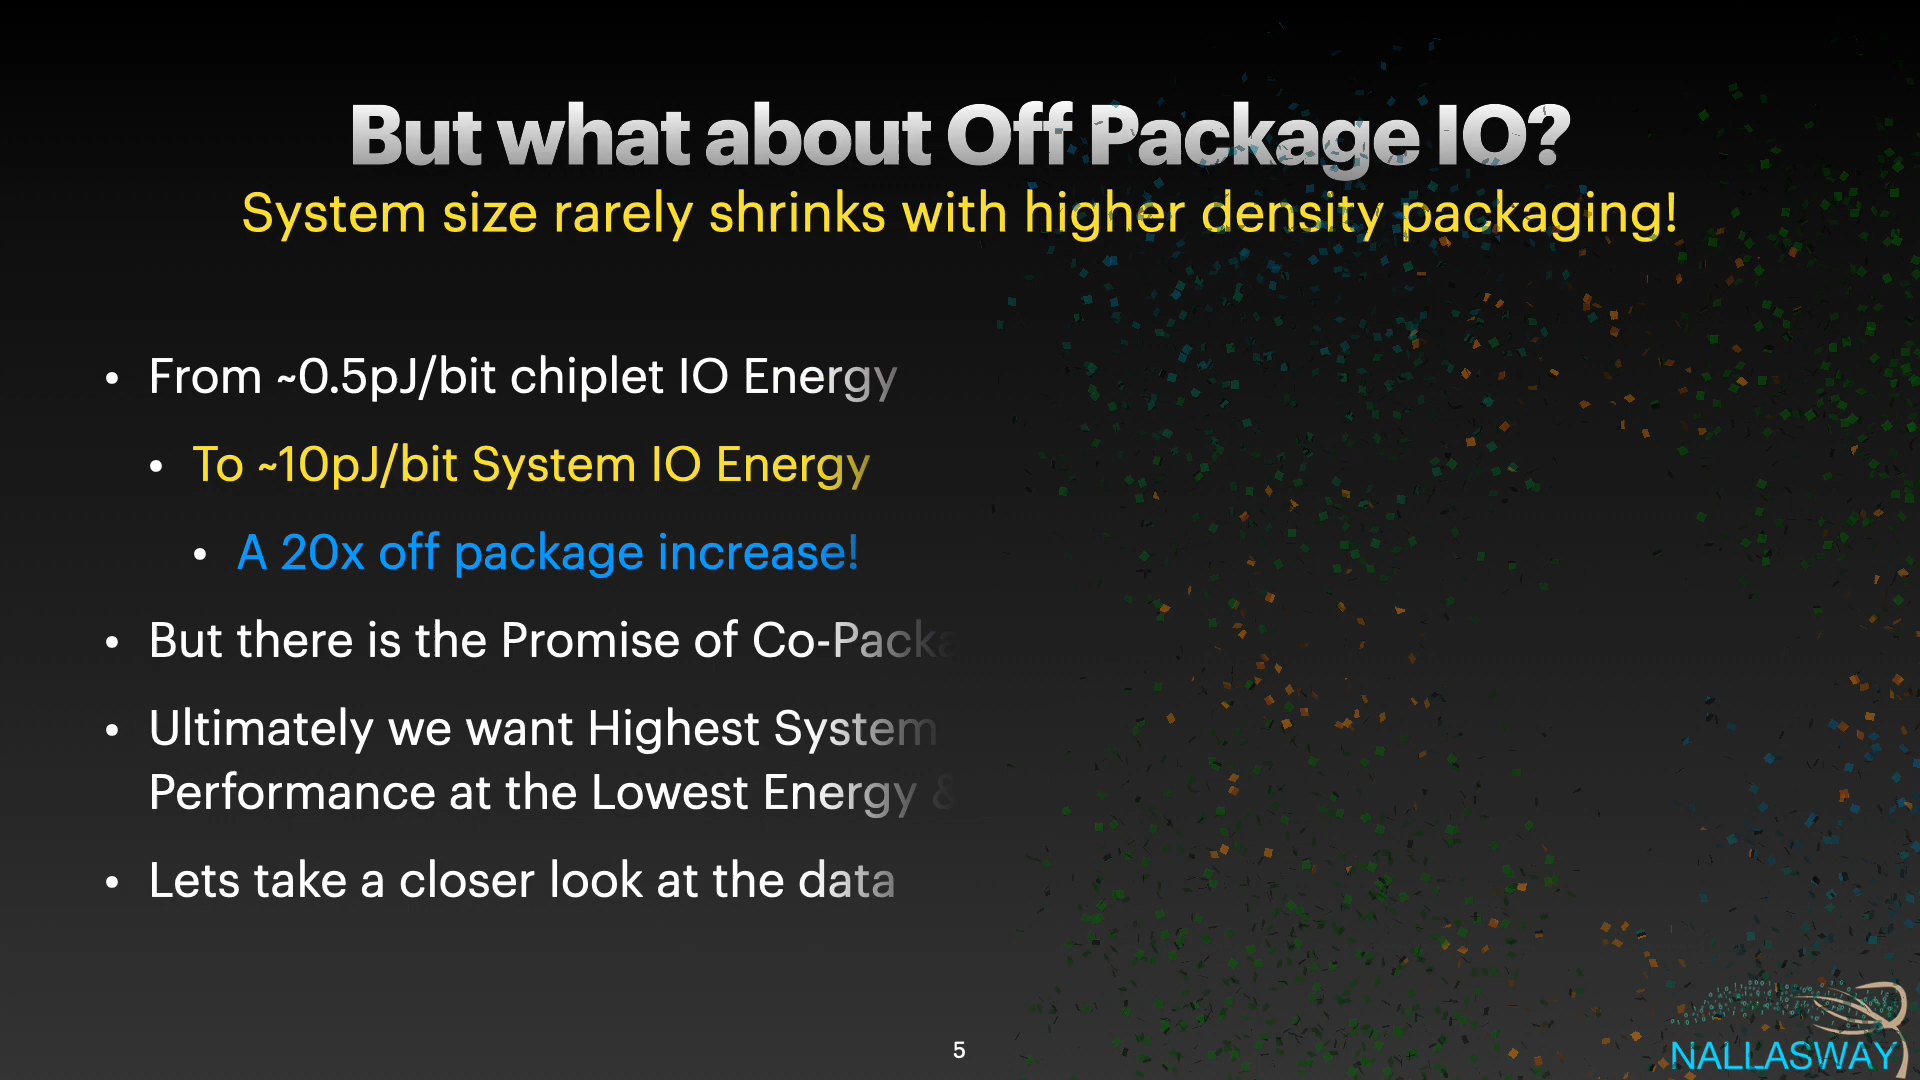 But what about Off Package IO?
System size rarely shrinks with higher density packaging!
• From ~0.5pJ/bit chiplet IO Energy
• To ~10pJ/bit System IO Energy
• A 20x off package increase!
• But there is the Promise of Co-Packa
• Ultimately we want Highest System
Performance at the Lowest Energy &
• Lets take a closer look at the data
5
NALLASWAY